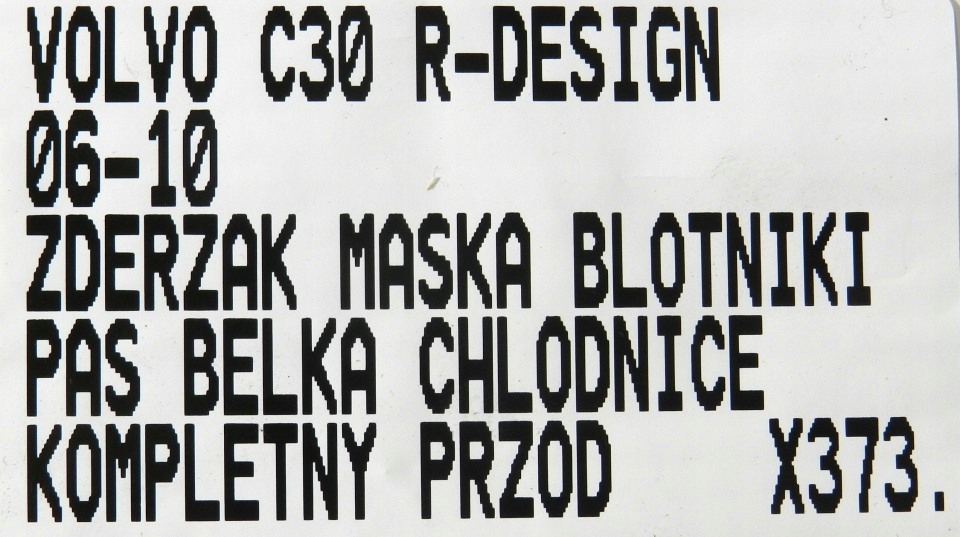 VOLVO C30 R-DESIGN
06-10
ZDERZAK MASKA BLOTNIKI
PAS BELKA CHLODNICE
KOMPLETNY PRZOD X373.